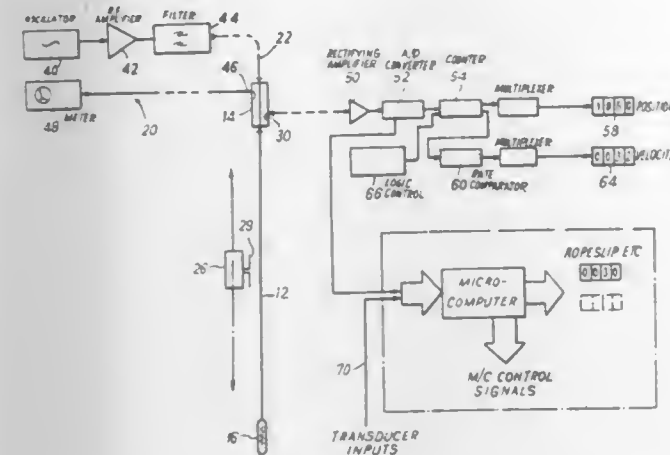 OSCILLATOR
R.F. AMPLIFIER
FILTER
44
40
42
22
46
48
METER
20
14
30
RECTIFYING AMPLIFIER
50
A/D CONVERTER
52
COUNTER
54
MULTIPLEXER
POSITION
58
66
LOGIC CONTROL
60
RATE COMPARATOR
MULTIPLEXER
VELOCITY
64
29
26
12
16
ROPESLIP ETC
0030
MICRO-
COMPUTER
70
M/C CONTROL
SIGNALS
TRANSDUCER
INPUTS